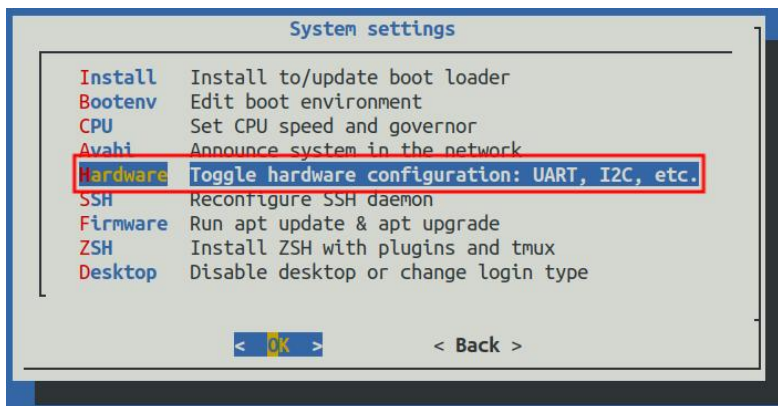 System settings
Install Install to/update boot loader
Bootenv Edit boot environment
CPU Set CPU speed and governor
Avahi Announce system in the network
Hardware Toggle hardware configuration: UART, I2C, etc.
SSH Reconfigure SSH daemon
Firmware Run apt update & apt upgrade
ZSH Install ZSH with plugins and tmux
Desktop Disable desktop or change login type
< OK > < Back >